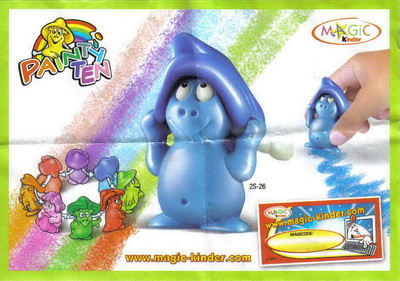 PAINTY
TEN
MAGiC
Kinder
2S-26
MAGiC
Kinder
www.magic-kinder.com
MAGICODE:
www.magic-kinder.com